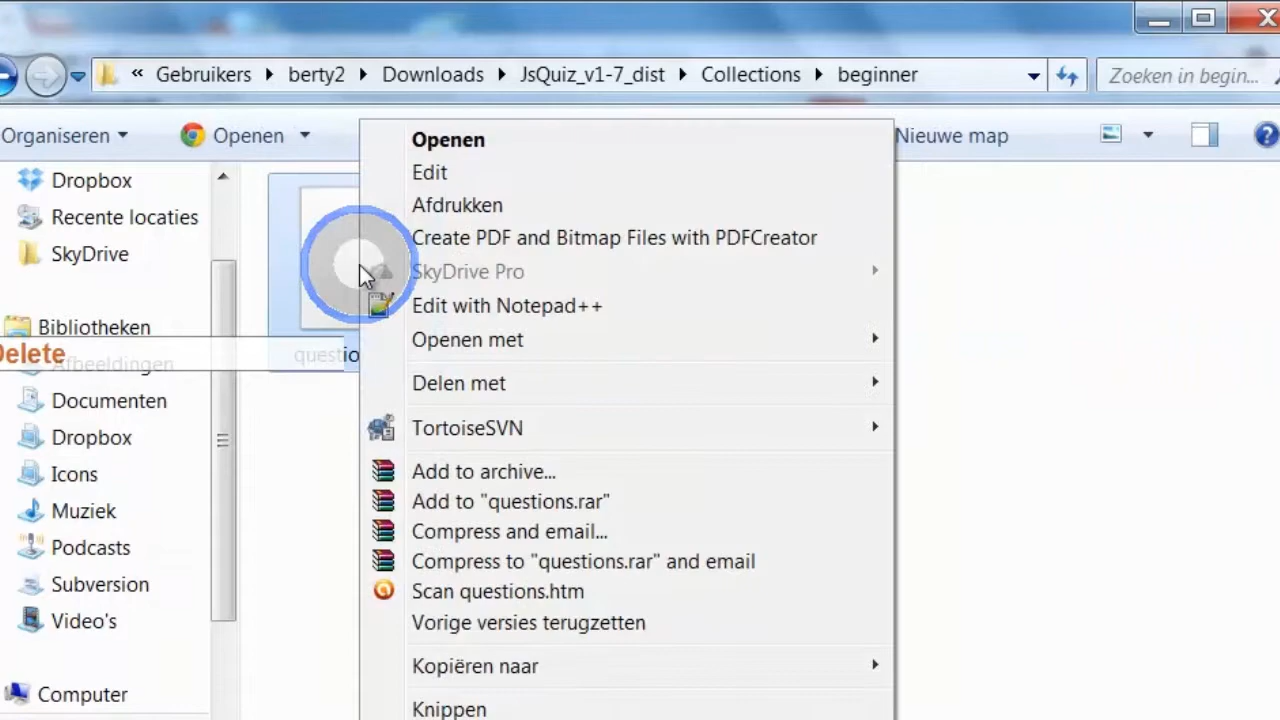 « Gebruikers berty2 Downloads JsQuiz_v1-7_dist Collections beginner Zoeken in begin...
Organiseren Openen Nieuwe map
Dropbox
Recente locaties
SkyDrive
Bibliotheken
Afbeeldingen
Documenten
Dropbox
Icons
Muziek
Podcasts
Subversion
Video's
Computer
Delete
questio
Openen
Edit
Afdrukken
Create PDF and Bitmap Files with PDFCreator
SkyDrive Pro
Edit with Notepad++
Openen met
Delen met
TortoiseSVN
Add to archive...
Add to "questions.rar"
Compress and email...
Compress to "questions.rar" and email
Scan questions.htm
Vorige versies terugzetten
Kopiëren naar
Knippen